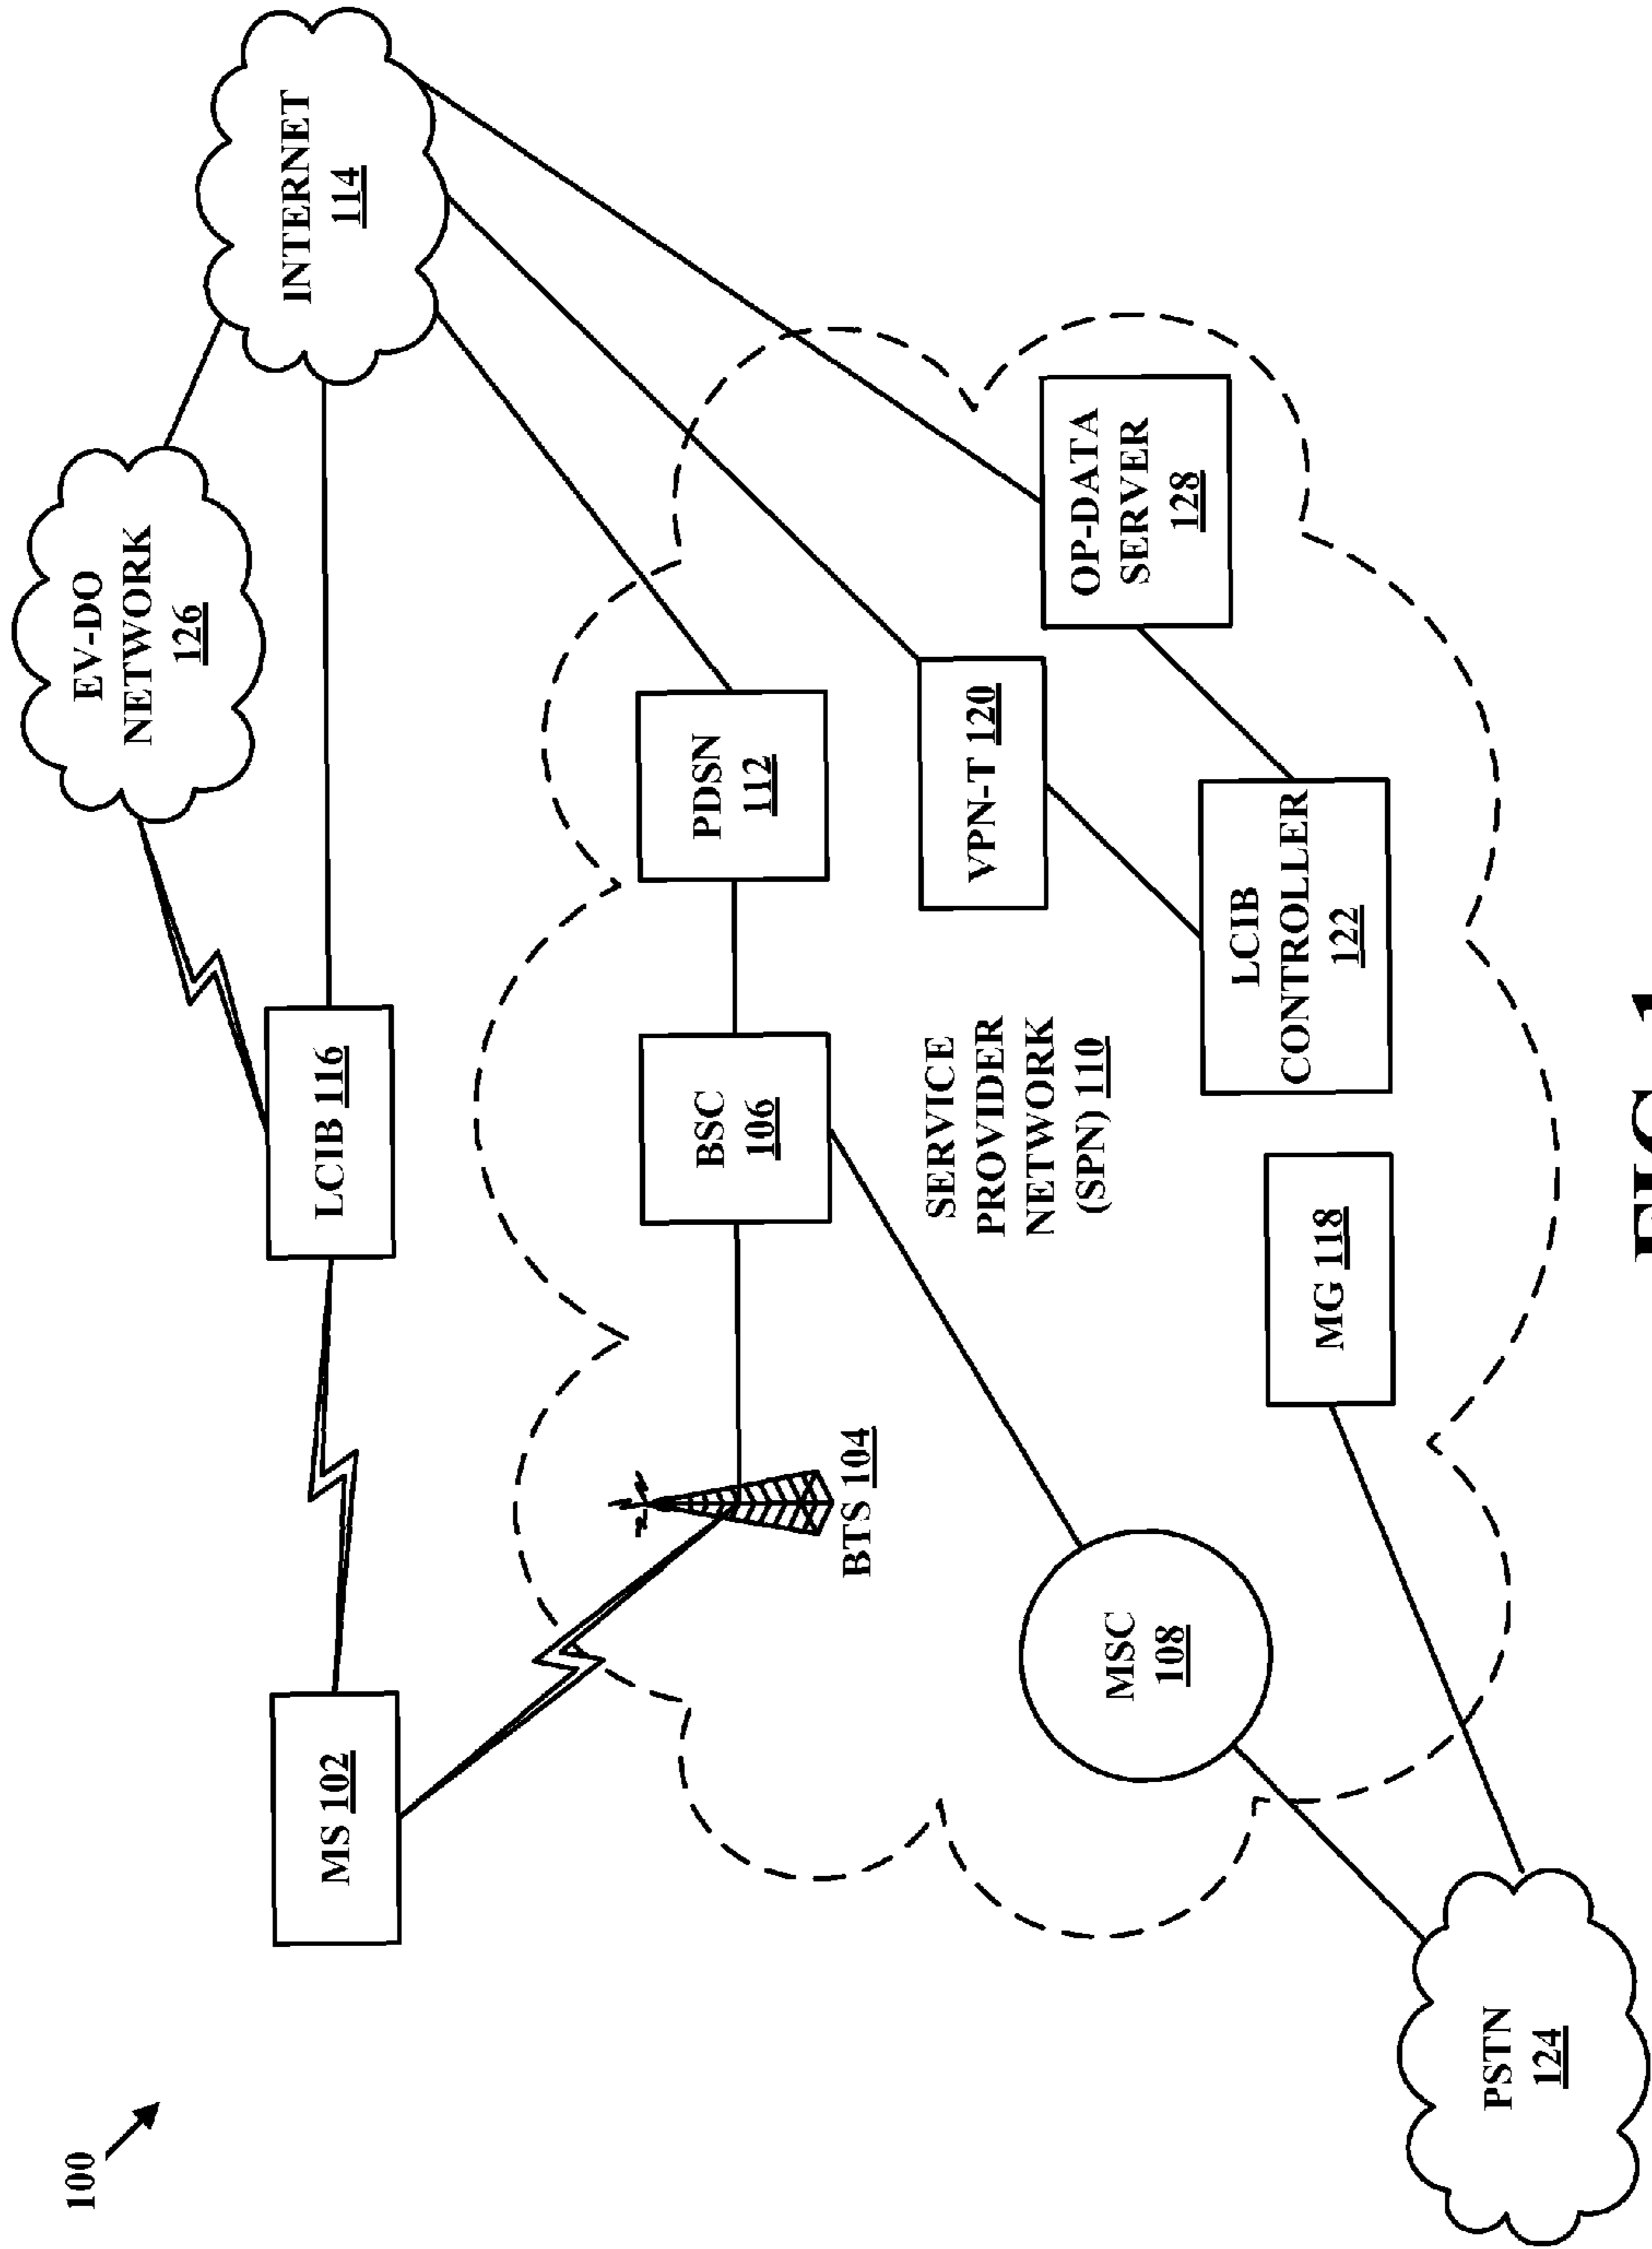 100
EV-DO
NETWORK
126
INTERNET
114
MS 102
LCIB 116
BTS 104
BSC
106
PDSN
112
SERVICE
PROVIDER
NETWORK
(SPN) 110
VPN-T 120
MSC
108
OP-DATA
SERVER
128
MG 118
LCIB
CONTROLLER
122
PSTN
124